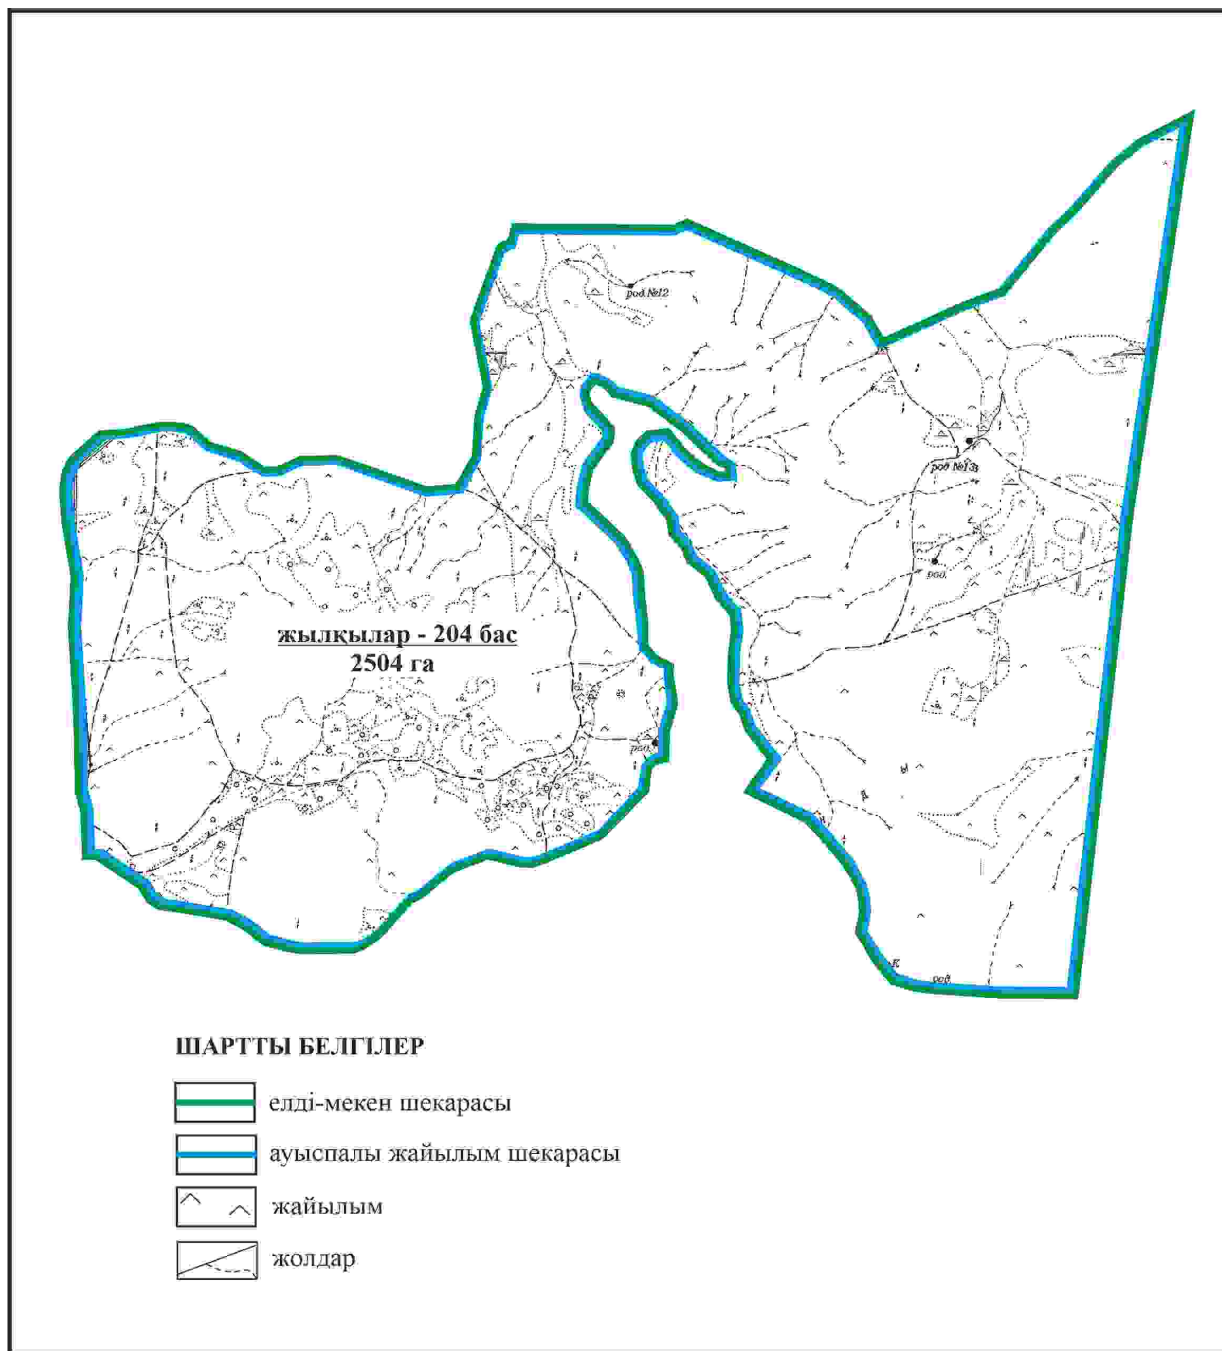 род.№12
род №13
род.
жылқылар - 204 бас
2504 га
род.
К
род.
ШАРТТЫ БЕЛГІЛЕР
елді-мекен шекарасы
ауыспалы жайылым шекарасы
жайылым
жолдар